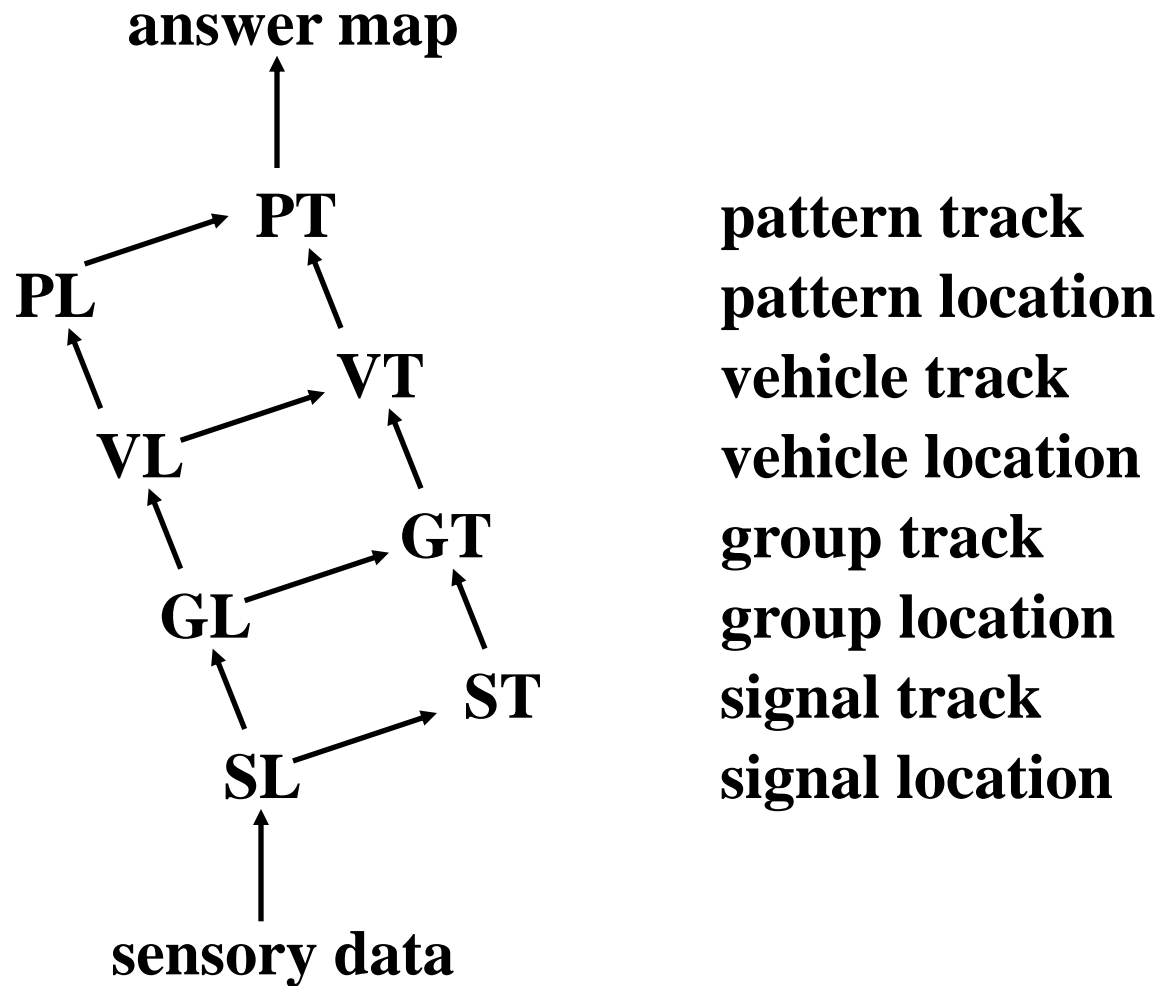 answer map
PT pattern track
PL pattern location
VT vehicle track
VL vehicle location
GT group track
GL group location
ST signal track
SL signal location
sensory data